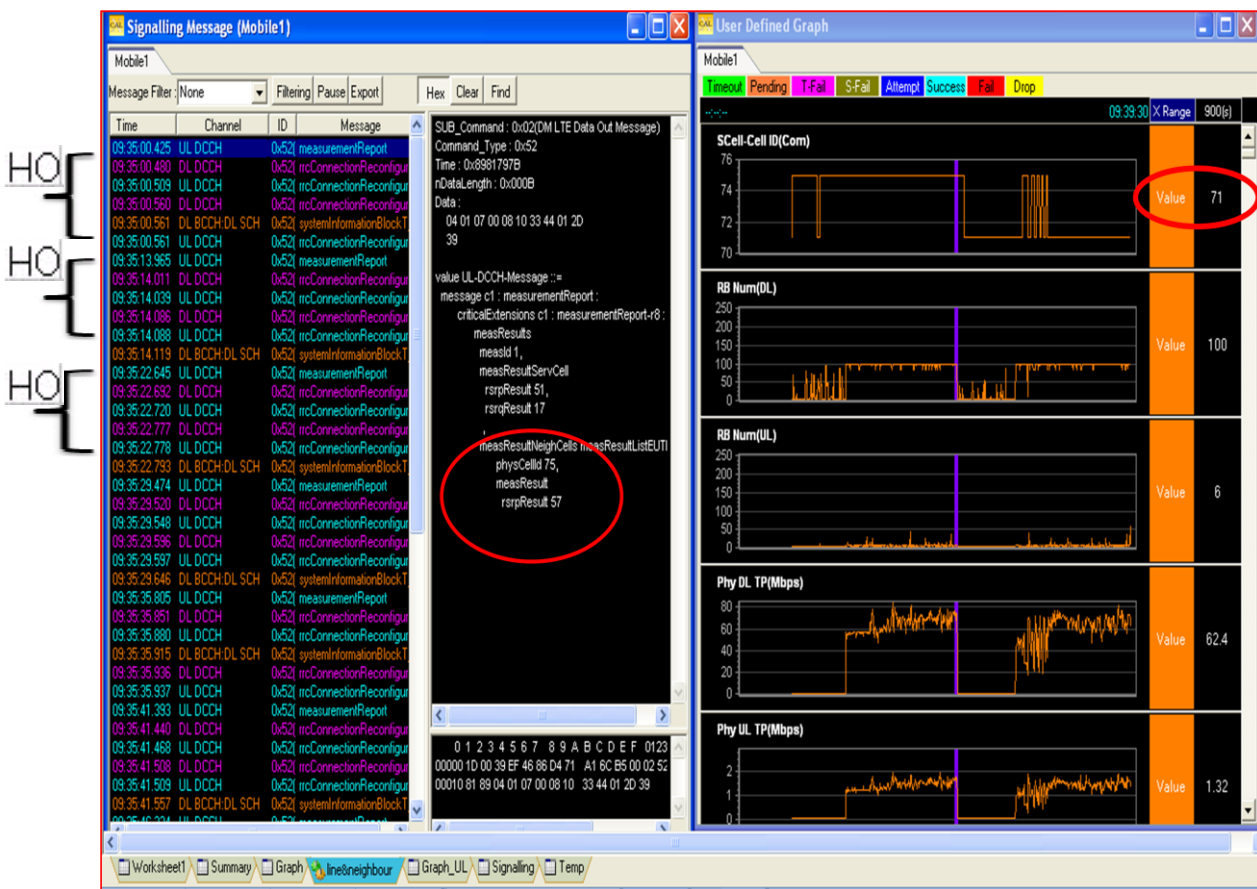 HO
HO
HO
Signalling Message (Mobile1)
Mobile1
Message Filter : None Filtering Pause Export Hex Clear Find
Time Channel ID Message
09:35:00.425 UL DCCH 0x52( measurementReport
09:35:00.480 DL DCCH 0x52( rrcConnectionReconfigur
09:35:00.509 UL DCCH 0x52( rrcConnectionReconfigur
09:35:00.560 DL DCCH 0x52( rrcConnectionReconfigur
09:35:00.561 DL BCCH:DL SCH 0x52( systemInformationBlockT
09:35:00.561 UL DCCH 0x52( rrcConnectionReconfigur
09:35:13.965 UL DCCH 0x52( measurementReport
09:35:14.011 DL DCCH 0x52( rrcConnectionReconfigur
09:35:14.039 UL DCCH 0x52( rrcConnectionReconfigur
09:35:14.086 DL DCCH 0x52( rrcConnectionReconfigur
09:35:14.088 UL DCCH 0x52( rrcConnectionReconfigur
09:35:14.119 DL BCCH:DL SCH 0x52( systemInformationBlockT
09:35:22.645 UL DCCH 0x52( measurementReport
09:35:22.692 DL DCCH 0x52( rrcConnectionReconfigur
09:35:22.720 UL DCCH 0x52( rrcConnectionReconfigur
09:35:22.777 DL DCCH 0x52( rrcConnectionReconfigur
09:35:22.778 UL DCCH 0x52( rrcConnectionReconfigur
09:35:22.793 DL BCCH:DL SCH 0x52( systemInformationBlockT
09:35:29.474 UL DCCH 0x52( measurementReport
09:35:29.520 DL DCCH 0x52( rrcConnectionReconfigur
09:35:29.548 UL DCCH 0x52( rrcConnectionReconfigur
09:35:29.596 DL DCCH 0x52( rrcConnectionReconfigur
09:35:29.597 UL DCCH 0x52( rrcConnectionReconfigur
09:35:29.646 DL BCCH:DL SCH 0x52( systemInformationBlockT
09:35:35.805 UL DCCH 0x52( measurementReport
09:35:35.851 DL DCCH 0x52( rrcConnectionReconfigur
09:35:35.880 UL DCCH 0x52( rrcConnectionReconfigur
09:35:35.915 DL BCCH:DL SCH 0x52( systemInformationBlockT
09:35:35.936 DL DCCH 0x52( rrcConnectionReconfigur
09:35:35.937 UL DCCH 0x52( rrcConnectionReconfigur
09:35:41.393 UL DCCH 0x52( measurementReport
09:35:41.440 DL DCCH 0x52( rrcConnectionReconfigur
09:35:41.468 UL DCCH 0x52( rrcConnectionReconfigur
09:35:41.508 DL DCCH 0x52( rrcConnectionReconfigur
09:35:41.509 UL DCCH 0x52( rrcConnectionReconfigur
09:35:41.557 DL BCCH:DL SCH 0x52( systemInformationBlockT
SUB_Command : 0x02(DM LTE Data Out Message)
Command_Type : 0x52
Time : 0x8981797B
nDataLength : 0x000B
Data :
04 01 07 00 08 10 33 44 01 2D
39
value UL-DCCH-Message ::=
message c1 : measurementReport :
criticalExtensions c1 : measurementReport-r8 :
measResults
measId 1,
measResultServCell
rsrpResult 51,
rsrqResult 17
,
measResultNeighCells measResultListEUTI
physCellId 75,
measResult
rsrpResult 57
0 1 2 3 4 5 6 7 8 9 A B C D E F 0123
00000 1D 00 39 EF 46 86 D4 71 A1 6C B5 00 02 52
00010 81 89 04 01 07 00 08 10 33 44 01 2D 39
User Defined Graph
Mobile1
Timeout Pending T-Fail S-Fail Attempt Success Fail Drop
--:--:-- 09:39:30 X Range 900(s)
SCell-Cell ID(Com)
76
74
72
70
Value 71
RB Num(DL)
250
200
150
100
50
0
Value 100
RB Num(UL)
250
200
150
100
50
0
Value 6
Phy DL TP(Mbps)
80
60
40
20
0
Value 62.4
Phy UL TP(Mbps)
2
1
0
Value 1.32
Worksheet1 Summary Graph line&neighbour Graph_UL Signalling Temp